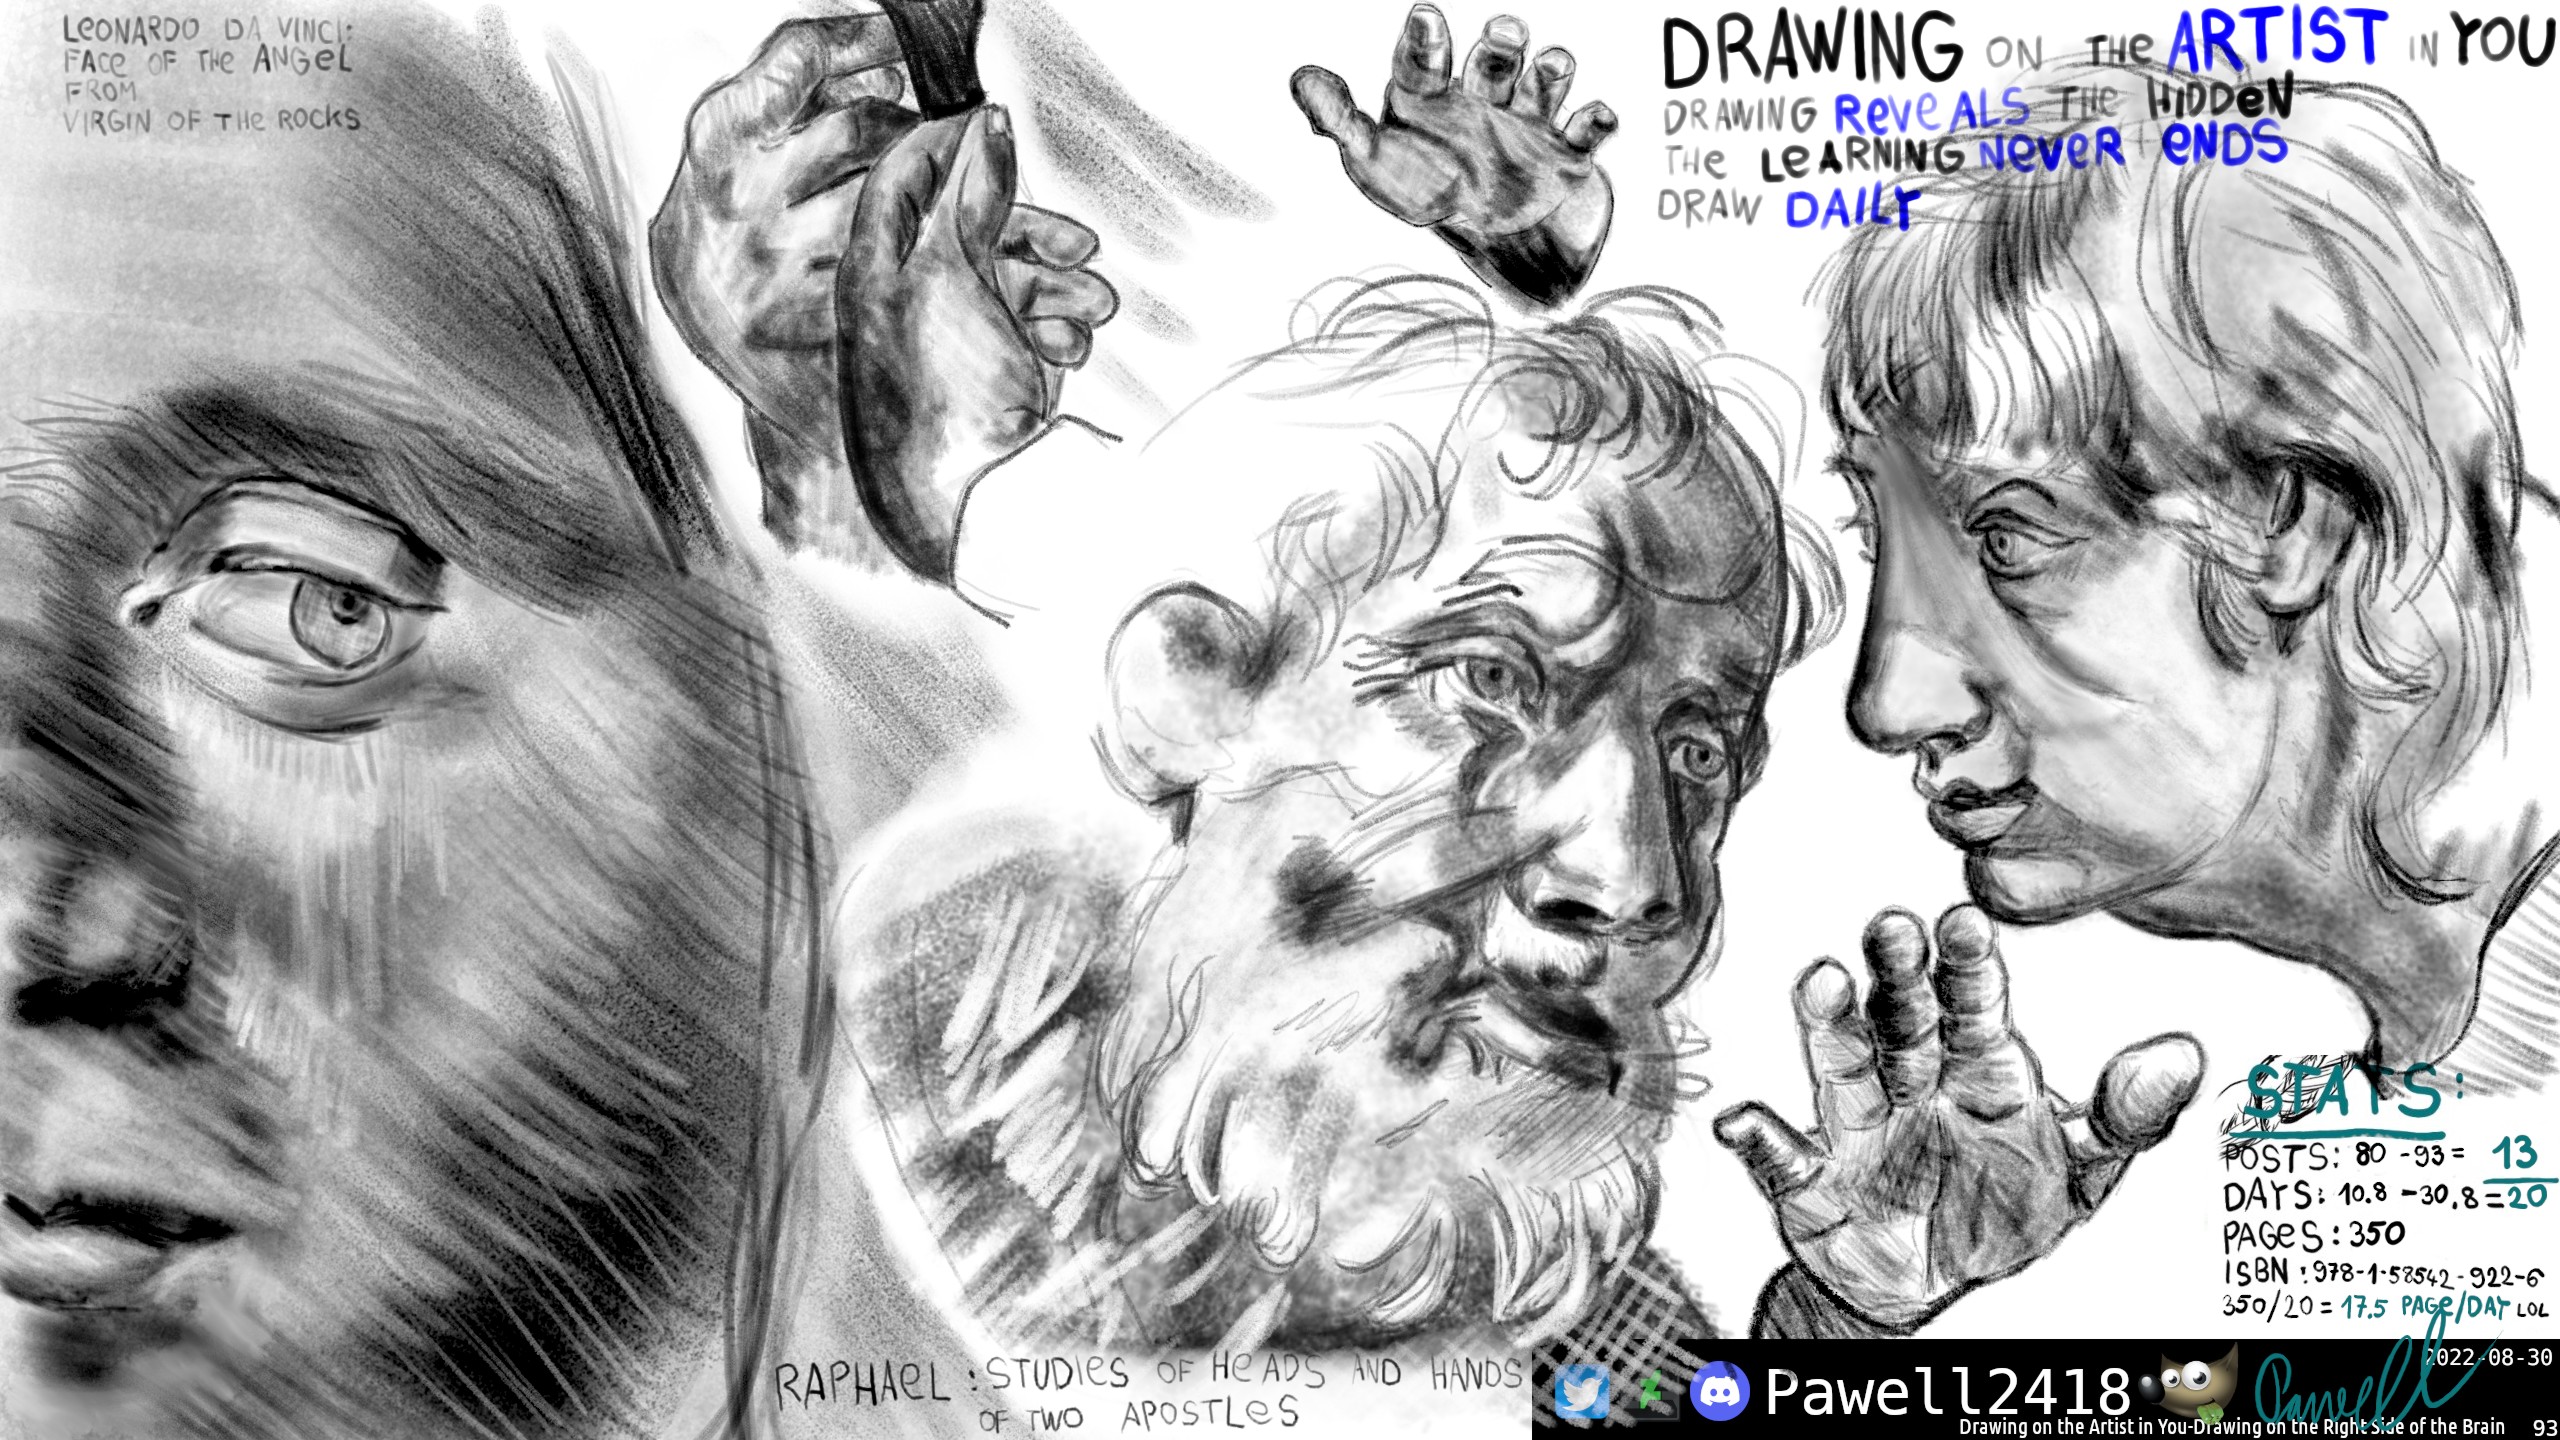 LEONARDO DA VINCI:
FACE OF THE ANGEL
FROM
VIRGIN OF THE ROCKS
DRAWING ON THE ARTIST IN YOU
DRAWING REVEALS THE HIDDEN
THE LEARNING NEVER ENDS
DRAW DAILY
STATS:
POSTS: 80 -93= 13
DAYS: 10.8 -30.8=20
PAGES: 350
ISBN : 978-1-58542-922-6
350/20 = 17.5 PAGE/DAY LOL
RAPHAEL : STUDIES OF HEADS AND HANDS
OF TWO APOSTLES
Pawell2418
Pawell
2022-08-30
Drawing on the Artist in You-Drawing on the Right Side of the Brain 93